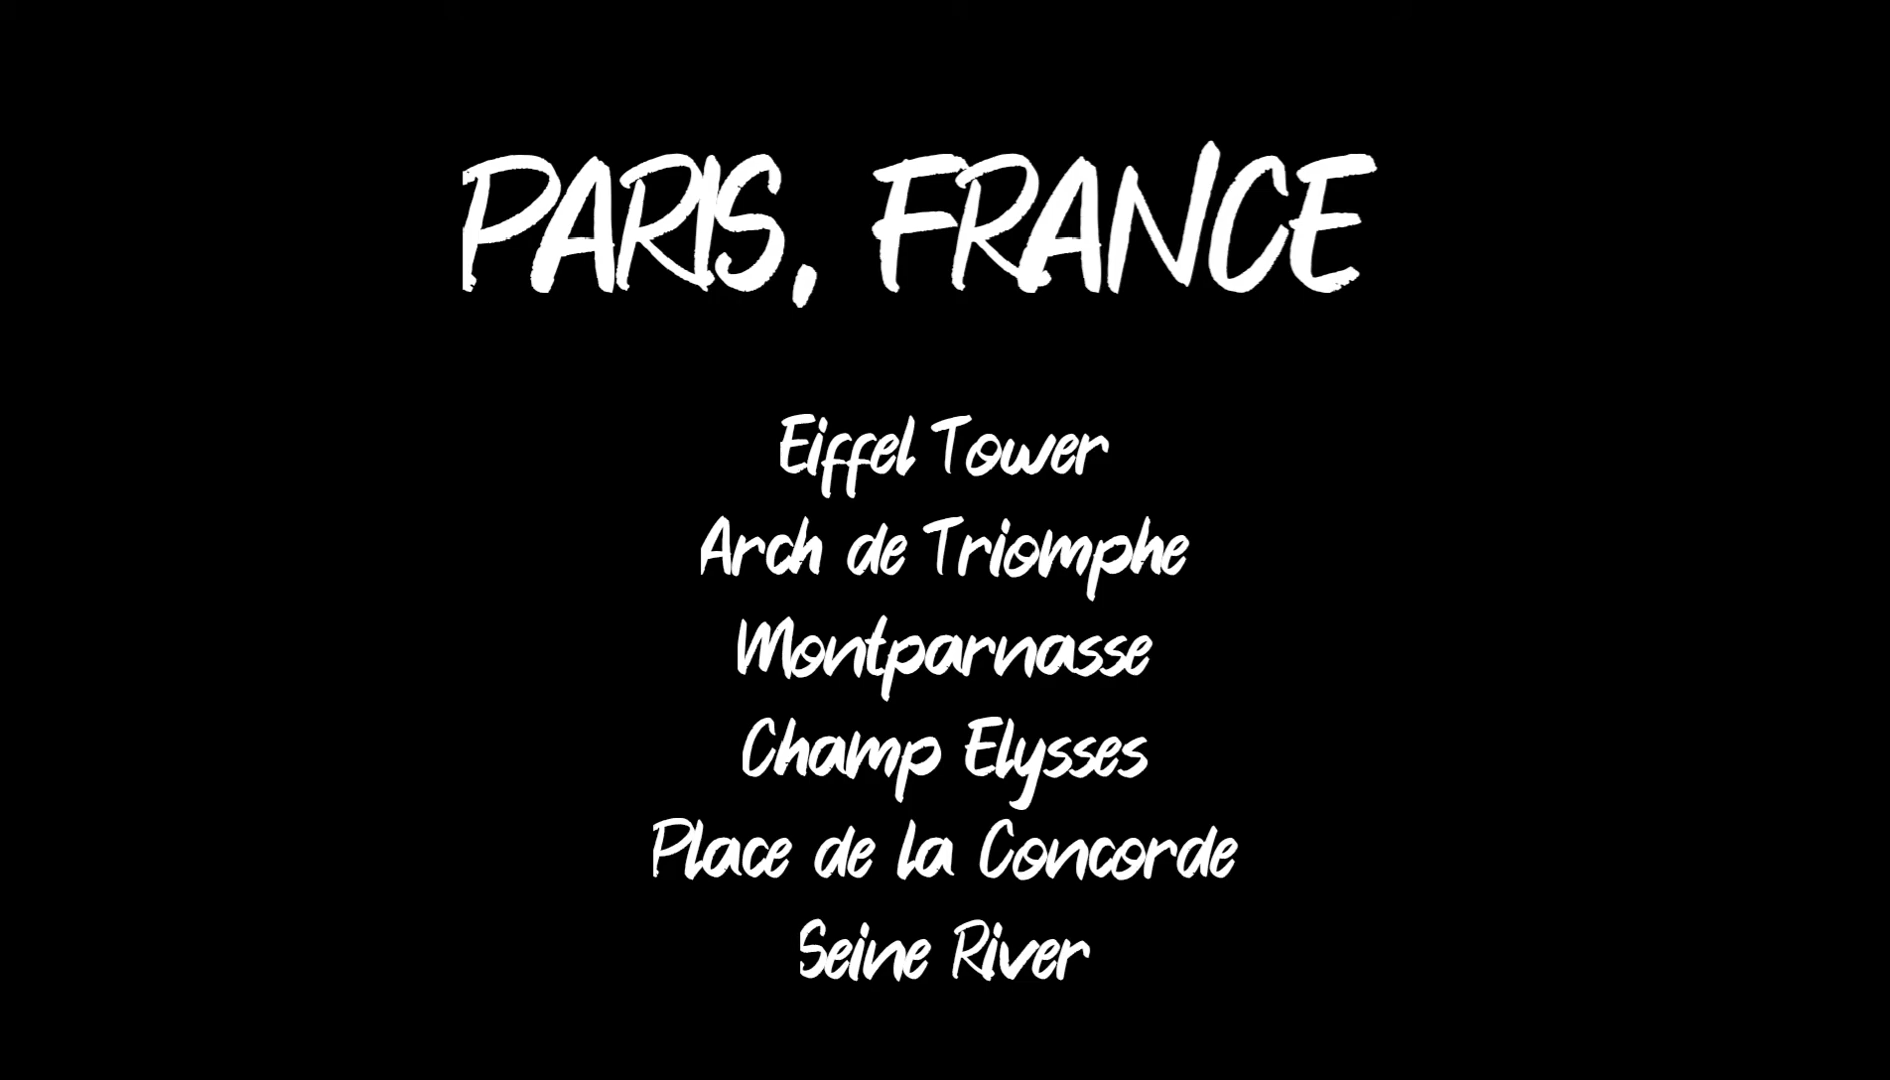 PARIS, FRANCE
Eiffel Tower
Arch de Triomphe
Montparnasse
Champ Elysses
Place de la Concorde
Seine River